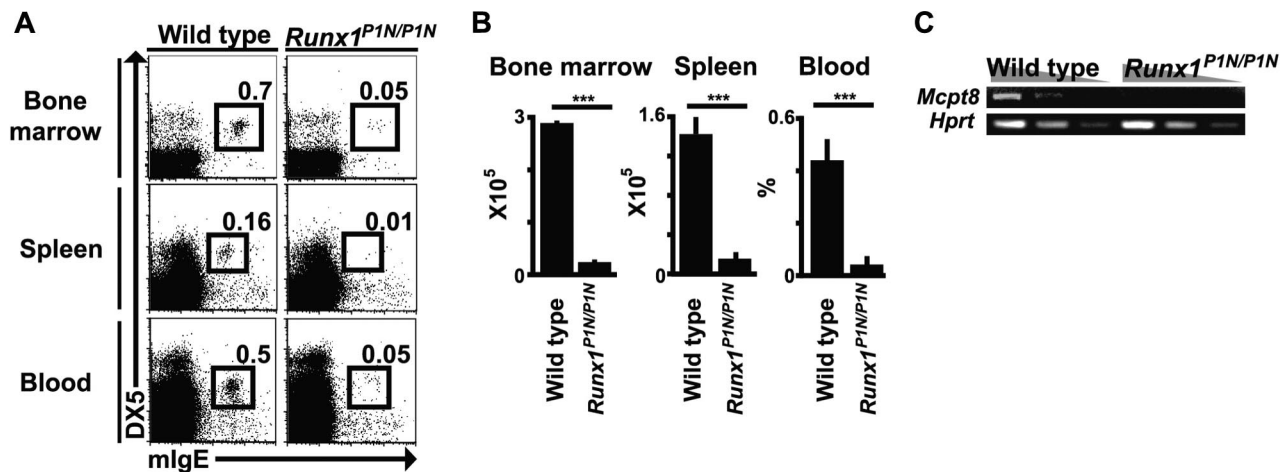 A
Wild type
Runx1P1N/P1N
Bone marrow
0.7
0.05
Spleen
0.16
0.01
Blood
0.5
0.05
DX5
mIgE
B
Bone marrow
Spleen
Blood
***
***
***
3
X105
0
1.6
X105
0
0.6
%
0
Wild type
Runx1P1N/P1N
Wild type
Runx1P1N/P1N
Wild type
Runx1P1N/P1N
C
Wild type
Runx1P1N/P1N
Mcpt8
Hprt